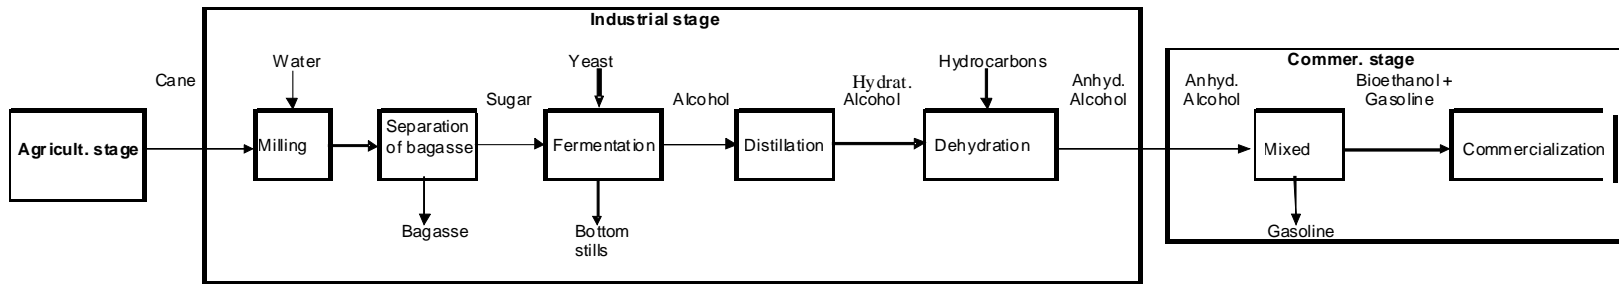 Industrial stage
Commer. stage
Water
Yeast
Hydrocarbons
Cane
Sugar
Alcohol
Hydrat.
Alcohol
Anhyd.
Alcohol
Anhyd.
Alcohol
Bioethanol +
Gasoline
Agricult. stage
Milling
Separation
of bagasse
Fermentation
Distillation
Dehydration
Mixed
Commercialization
Bagasse
Bottom
stills
Gasoline